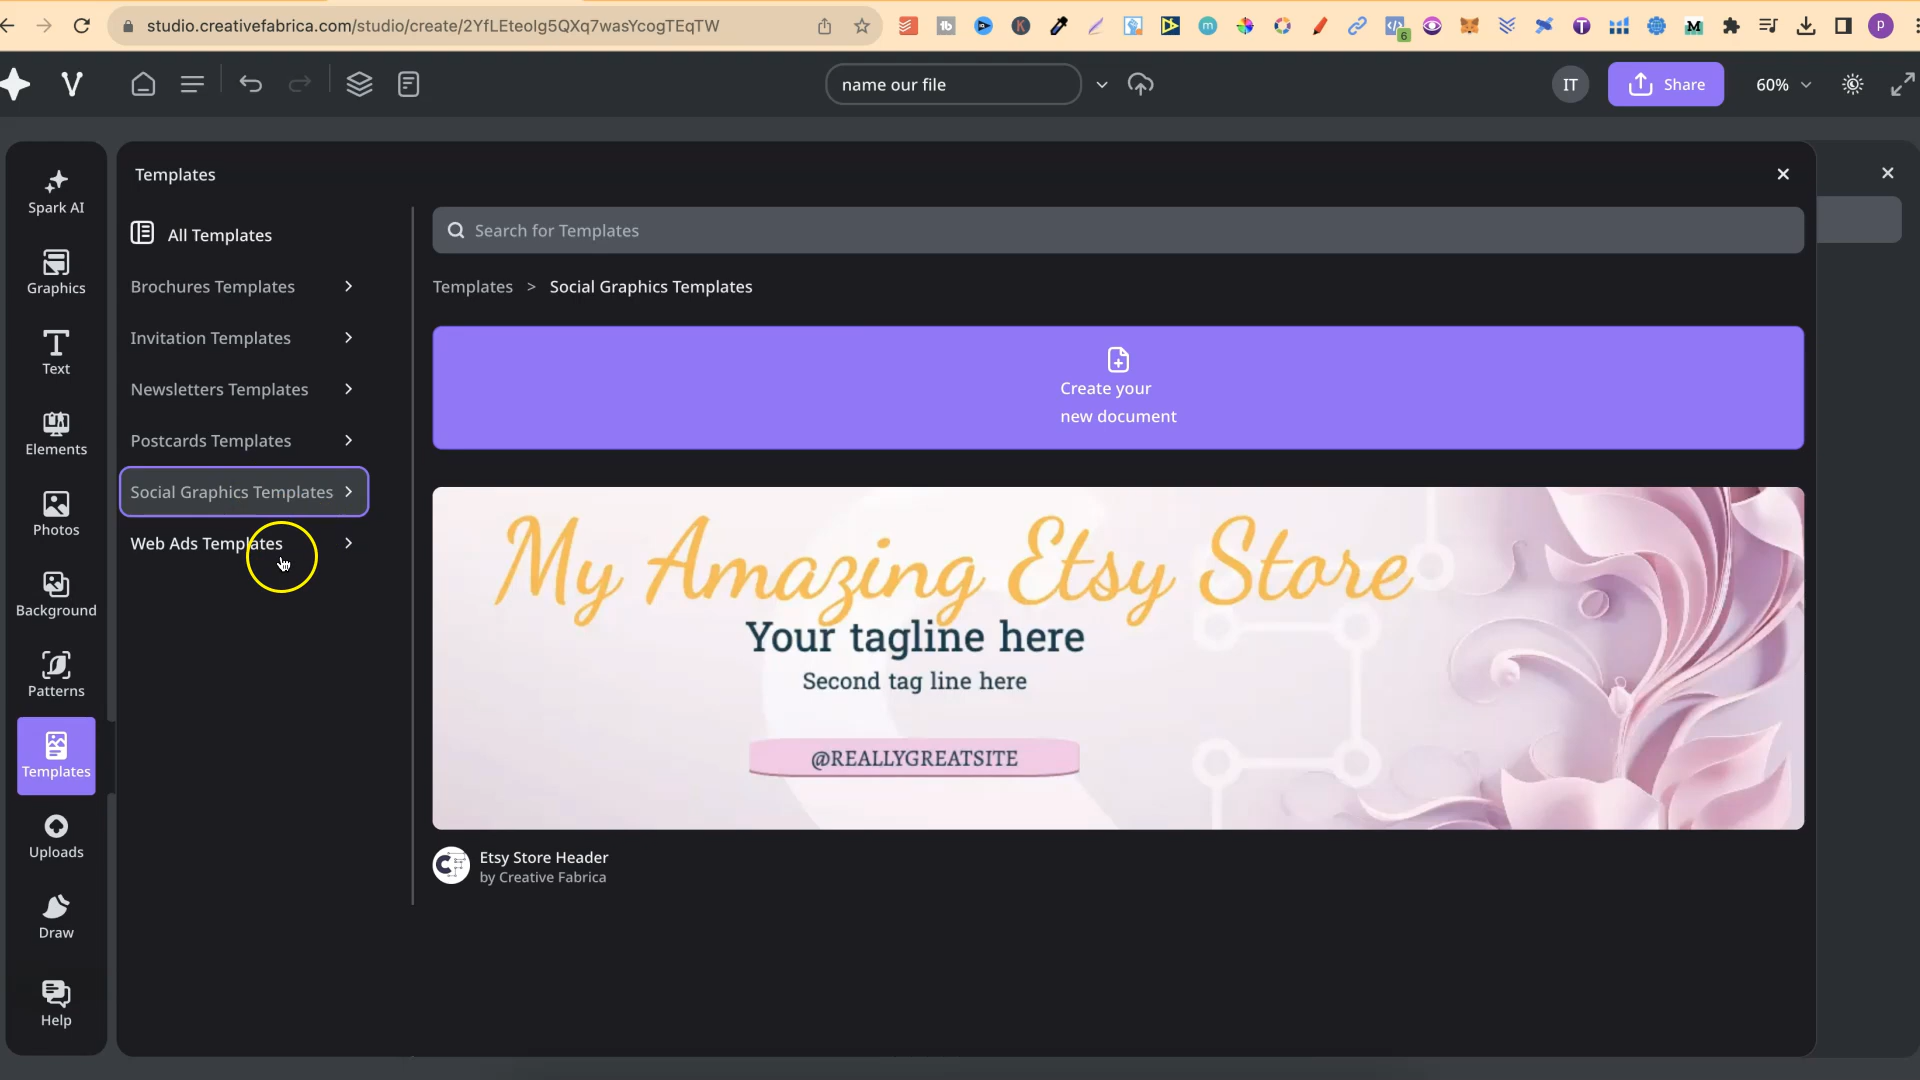 studio.creativefabrica.com/studio/create/2YfLEteoIg5QXq7wasYcogTEqTW
6
P
name our file
IT
Share
60%
Spark AI
Graphics
Text
Elements
Photos
Background
Patterns
Templates
Uploads
Draw
Help
Templates
All Templates
Brochures Templates
Invitation Templates
Newsletters Templates
Postcards Templates
Social Graphics Templates
Web Ads Templates
Search for Templates
Templates > Social Graphics Templates
Create your
new document
My Amazing Etsy Store
Your tagline here
Second tag line here
@REALLYGREATSITE
Etsy Store Header
by Creative Fabrica